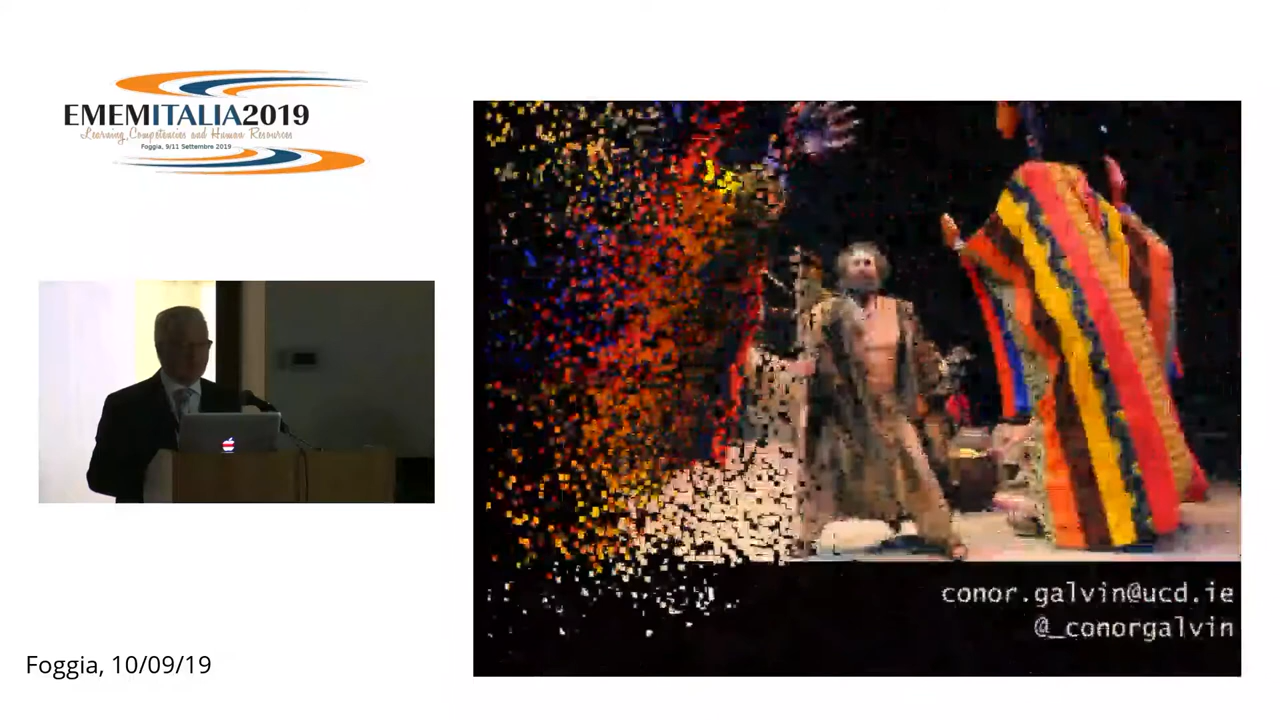 EMEMITALIA2019
Learning, Competencies and Human Resources
Foggia, 9/11 Settembre 2019
conor.galvin@ucd.ie
@_conorgalvin
Foggia, 10/09/19